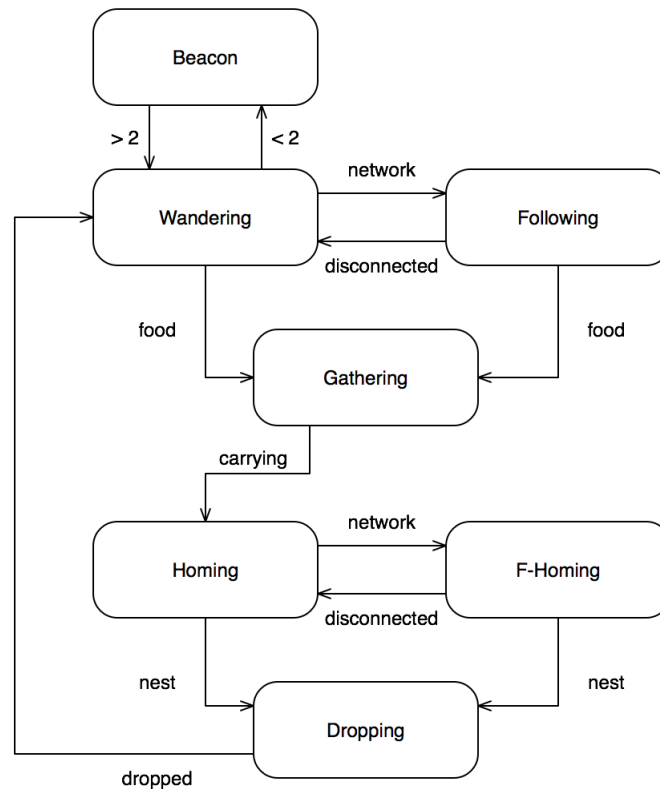 Beacon
> 2
< 2
network
Wandering
Following
disconnected
food
food
Gathering
carrying
network
Homing
F-Homing
disconnected
nest
nest
Dropping
dropped